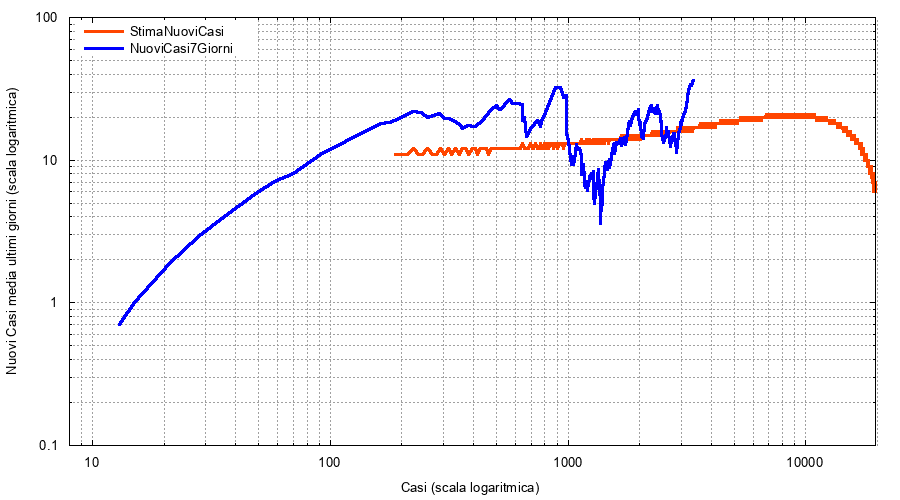 100
10
1
0.1
StimaNuoviCasi
NuoviCasi7Giorni
Nuovi Casi media ultimi giorni (scala logaritmica)
10
100
1000
10000
Casi (scala logaritmica)